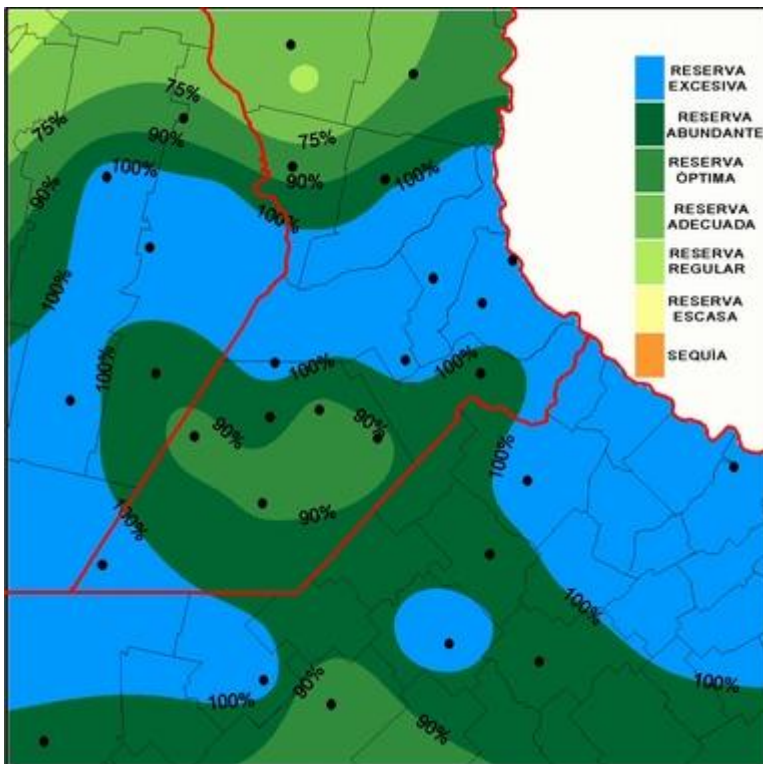 RESERVA
EXCESIVA
RESERVA
ABUNDANTE
RESERVA
ÓPTIMA
RESERVA
ADECUADA
RESERVA
REGULAR
RESERVA
ESCASA
SEQUÌA
75%
75%
90%
75%
90%
100%
100%
90%
100%
100%
100%
100%
100%
90%
90%
100%
90%
100%
100%
90%
100%
100%
90%